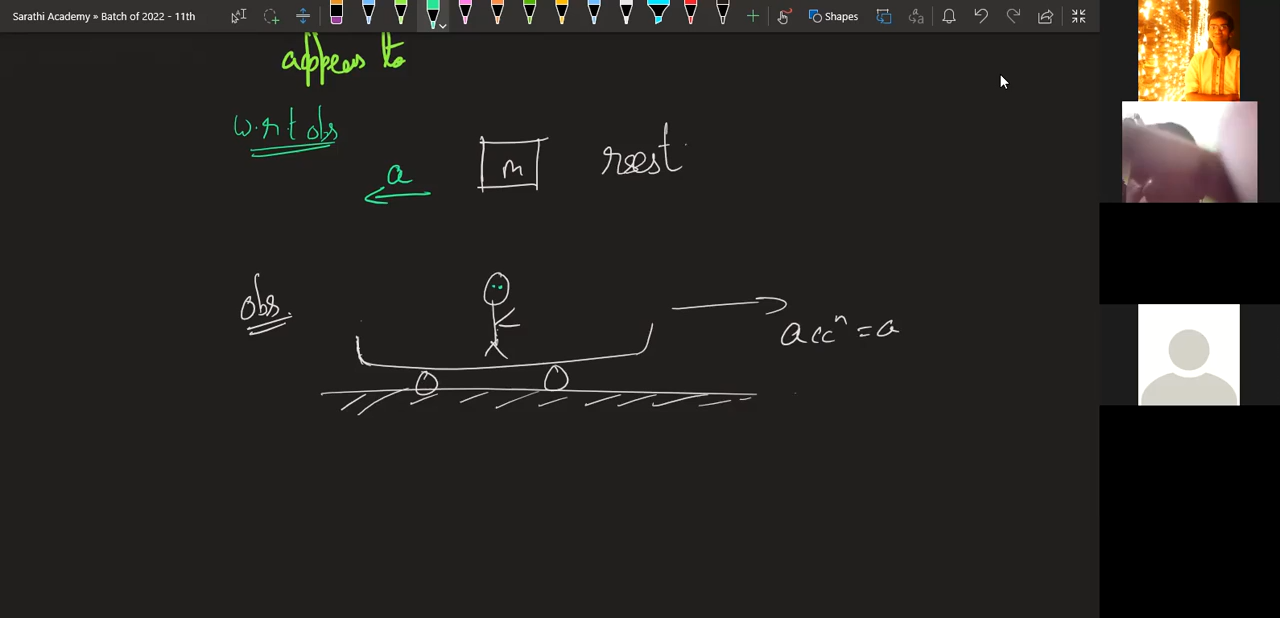 Sarathi Academy » Batch of 2022 - 11th
Shapes
appears to
w.r.t obs
a
m
rest
obs.
accⁿ = a